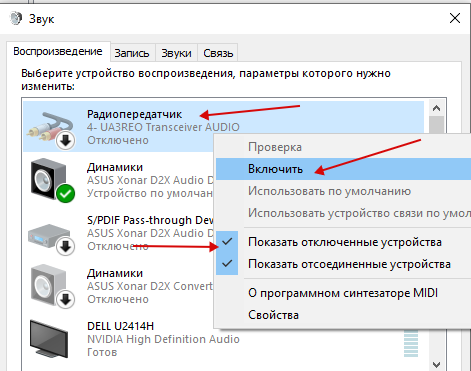 Звук
Воспроизведение Запись Звуки Связь
Выберите устройство воспроизведения, параметры которого нужно
изменить:
Радиопередатчик
4- UA3REO Transceiver AUDIO
Отключено
Проверка
Включить
Использовать по умолчанию
Использовать устройство связи по умол
Показать отключенные устройства
Показать отсоединенные устройства
О программном синтезаторе MIDI
Свойства
Динамики
ASUS Xonar D2X Audio D
Устройство по умолчан
S/PDIF Pass-through Dev
ASUS Xonar D2X Audio D
Отключено
Динамики
ASUS Xonar D2X Convert
Отключено
DELL U2414H
NVIDIA High Definition Audio
Готов